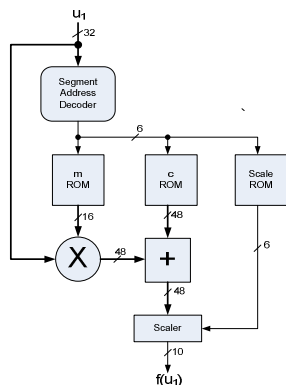 u1
32
Segment
Address
Decoder
6
m
ROM
c
ROM
Scale
ROM
16
48
6
X
48
+
48
Scaler
10
f(u1)